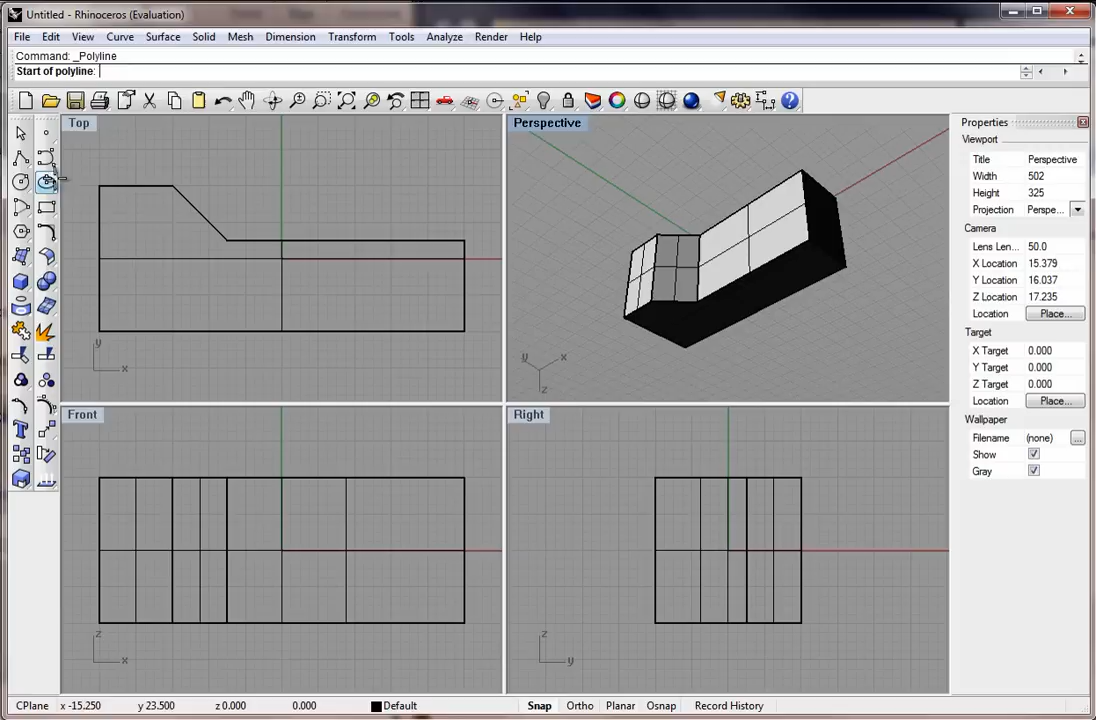 Untitled - Rhinoceros (Evaluation)
File Edit View Curve Surface Solid Mesh Dimension Transform Tools Analyze Render Help
Command: _Polyline
Start of polyline:
Top
Perspective
Properties
Viewport
Title Perspective
Width 502
Height 325
Projection Perspe...
Camera
Lens Len... 50.0
X Location 15.379
Y Location 16.037
Z Location 17.235
Location Place...
Target
X Target 0.000
Y Target 0.000
Z Target 0.000
Location Place...
Wallpaper
Filename (none) ...
Show
Gray
y
x
y
x
z
Front
Right
z
x
z
y
CPlane x -15.250 y 23.500 z 0.000 0.000 Default Snap Ortho Planar Osnap Record History